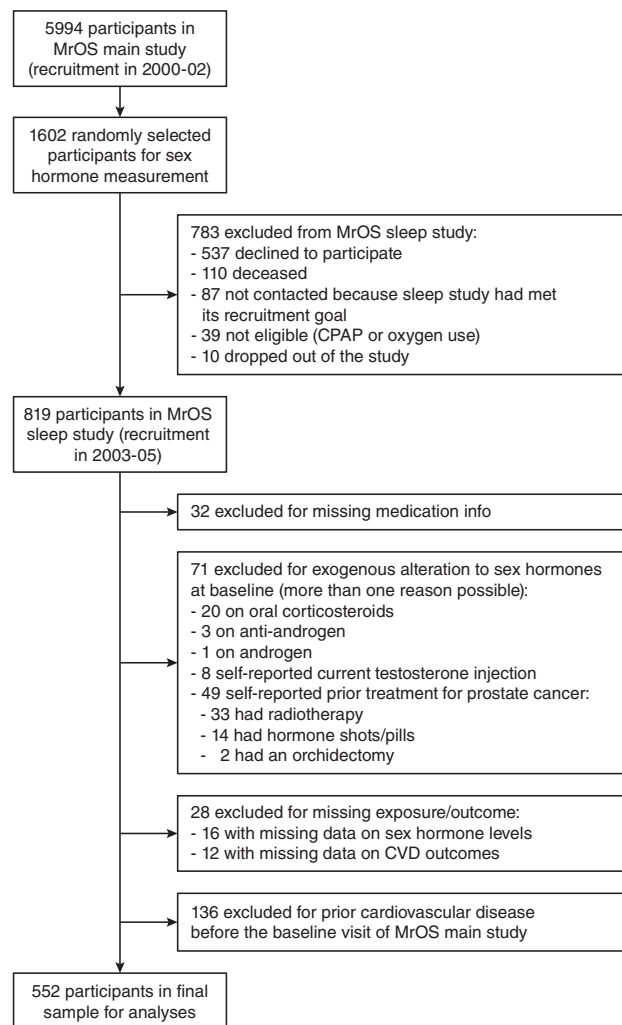 5994 participants in
MrOS main study
(recruitment in 2000-02)
1602 randomly selected
participants for sex
hormone measurement
783 excluded from MrOS sleep study:
- 537 declined to participate
- 110 deceased
- 87 not contacted because sleep study had met
its recruitment goal
- 39 not eligible (CPAP or oxygen use)
- 10 dropped out of the study
819 participants in MrOS
sleep study (recruitment
in 2003-05)
32 excluded for missing medication info
71 excluded for exogenous alteration to sex hormones
at baseline (more than one reason possible):
- 20 on oral corticosteroids
- 3 on anti-androgen
- 1 on androgen
- 8 self-reported current testosterone injection
- 49 self-reported prior treatment for prostate cancer:
- 33 had radiotherapy
- 14 had hormone shots/pills
- 2 had an orchidectomy
28 excluded for missing exposure/outcome:
- 16 with missing data on sex hormone levels
- 12 with missing data on CVD outcomes
136 excluded for prior cardiovascular disease
before the baseline visit of MrOS main study
552 participants in final
sample for analyses